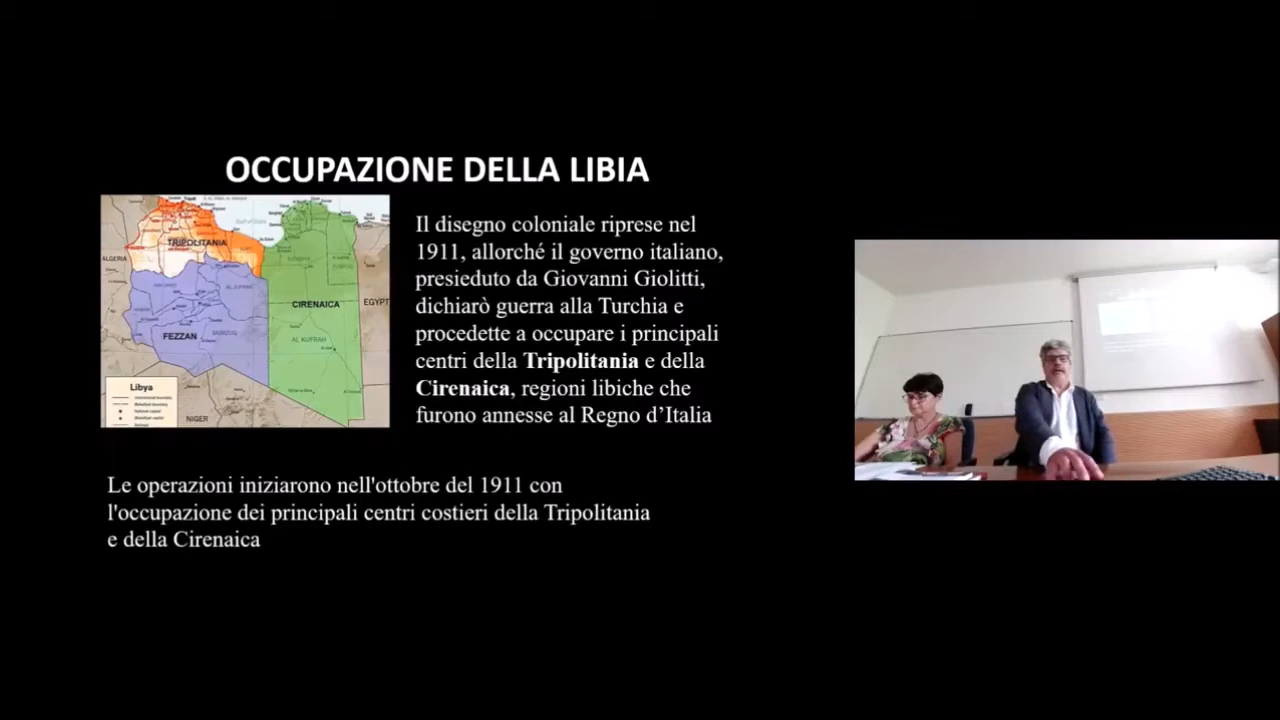 OCCUPAZIONE DELLA LIBIA
TRIPOLITANIA
ALGERIA
CIRENAICA
EGYPT
FEZZAN
AL KUFRAH
Libya
NIGER
Il disegno coloniale riprese nel
1911, allorché il governo italiano,
presieduto da Giovanni Giolitti,
dichiarò guerra alla Turchia e
procedette a occupare i principali
centri della Tripolitania e della
Cirenaica, regioni libiche che
furono annesse al Regno d'Italia
Le operazioni iniziarono nell'ottobre del 1911 con
l'occupazione dei principali centri costieri della Tripolitania
e della Cirenaica